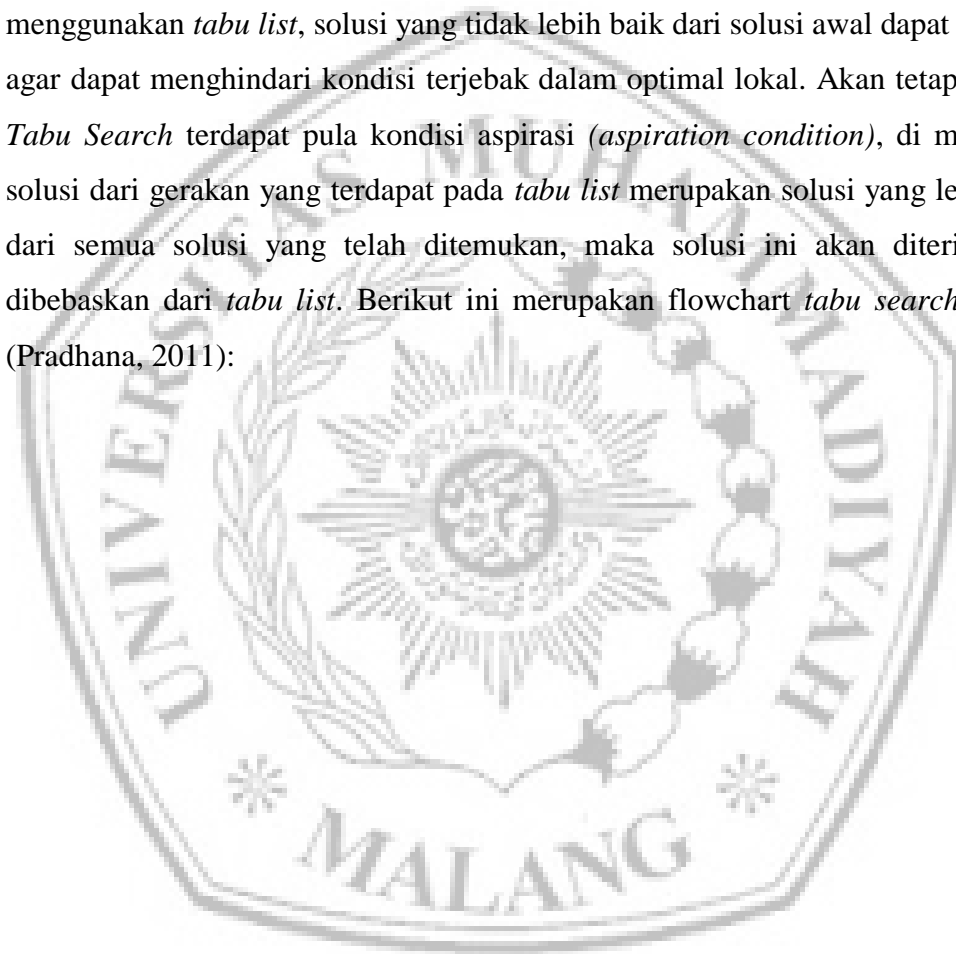 menggunakan tabu list, solusi yang tidak lebih baik dari solusi awal dapat
agar dapat menghindari kondisi terjebak dalam optimal lokal. Akan tetap
Tabu Search terdapat pula kondisi aspirasi (aspiration condition), di m
solusi dari gerakan yang terdapat pada tabu list merupakan solusi yang le
dari semua solusi yang telah ditemukan, maka solusi ini akan diteri
dibebaskan dari tabu list. Berikut ini merupakan flowchart tabu search
(Pradhana, 2011):
UNIVERSITAS MUHAMMADIYAH
MALANG